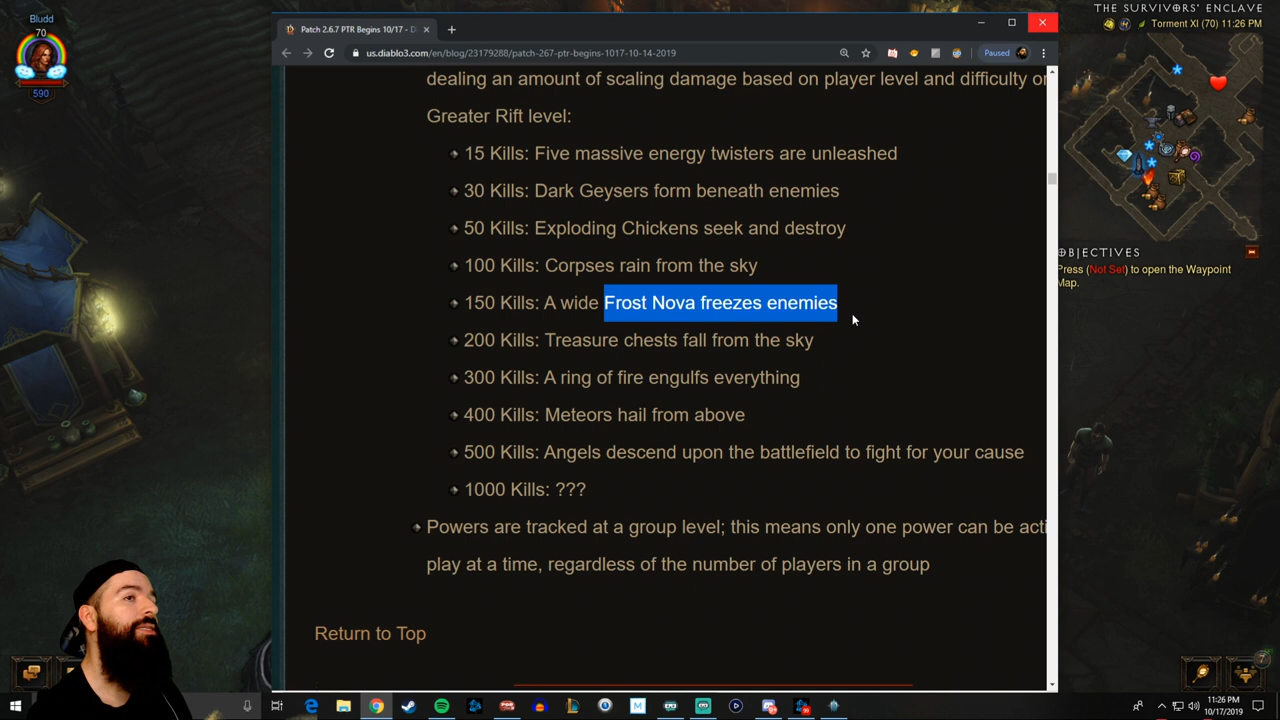 Bludd
70
590
Patch 2.6.7 PTR Begins 10/17 - D
us.diablo3.com/en/blog/23179288/patch-267-ptr-begins-1017-10-14-2019
Paused
dealing an amount of scaling damage based on player level and difficulty or
Greater Rift level:
15 Kills: Five massive energy twisters are unleashed
30 Kills: Dark Geysers form beneath enemies
50 Kills: Exploding Chickens seek and destroy
100 Kills: Corpses rain from the sky
150 Kills: A wide Frost Nova freezes enemies
200 Kills: Treasure chests fall from the sky
300 Kills: A ring of fire engulfs everything
400 Kills: Meteors hail from above
500 Kills: Angels descend upon the battlefield to fight for your cause
1000 Kills: ???
Powers are tracked at a group level; this means only one power can be acti
play at a time, regardless of the number of players in a group
Return to Top
THE SURVIVORS' ENCLAVE
Torment XI (70) 11:26 PM
OBJECTIVES
Press (Not Set) to open the Waypoint
Map.
7
11:26 PM
10/17/2019